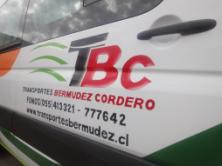 TBC
TRANSPORTES BERMUDEZ CORDERO
FONOS (055) 413321 - 777642
www.transportesbermudez.cl